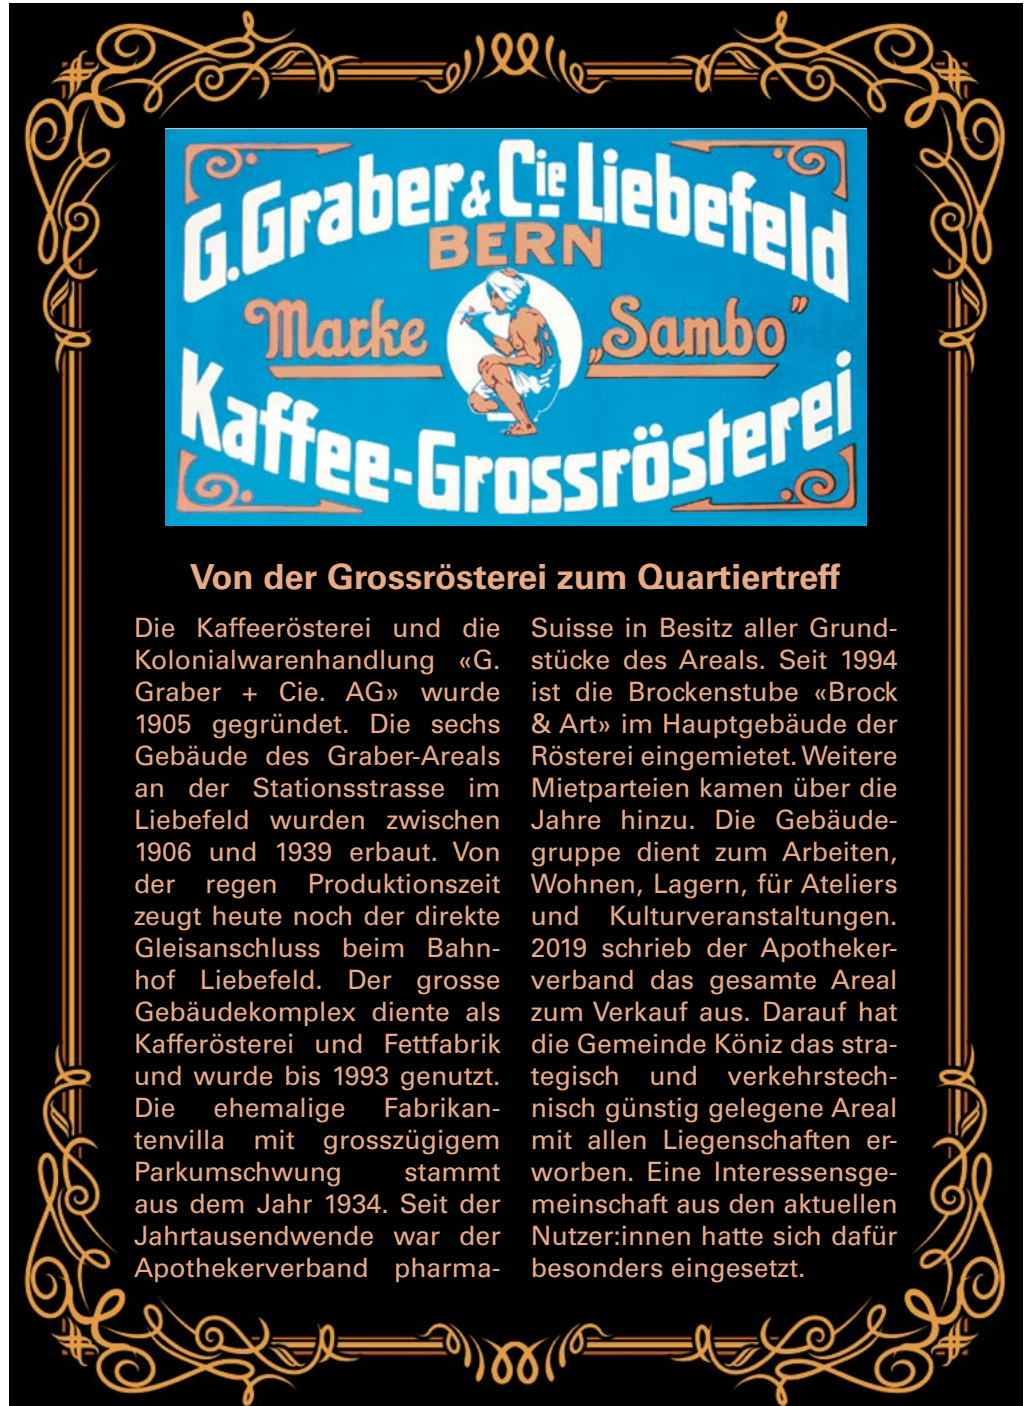 G. Graber & Cie Liebefeld
BERN
Marke „Sambo”
Kaffee-Grossrösterei
Von der Grossrösterei zum Quartiertreff
Die Kaffeerösterei und die
Kolonialwarenhandlung «G.
Graber + Cie. AG» wurde
1905 gegründet. Die sechs
Gebäude des Graber-Areals
an der Stationsstrasse im
Liebefeld wurden zwischen
1906 und 1939 erbaut. Von
der regen Produktionszeit
zeugt heute noch der direkte
Gleisanschluss beim Bahn-
hof Liebefeld. Der grosse
Gebäudekomplex diente als
Kafferösterei und Fettfabrik
und wurde bis 1993 genutzt.
Die ehemalige Fabrikan-
tenvilla mit grosszügigem
Parkumschwung stammt
aus dem Jahr 1934. Seit der
Jahrtausendwende war der
Apothekerverband pharma-
Suisse in Besitz aller Grund-
stücke des Areals. Seit 1994
ist die Brockenstube «Brock
& Art» im Hauptgebäude der
Rösterei eingemietet. Weitere
Mietparteien kamen über die
Jahre hinzu. Die Gebäude-
gruppe dient zum Arbeiten,
Wohnen, Lagern, für Ateliers
und Kulturveranstaltungen.
2019 schrieb der Apotheker-
verband das gesamte Areal
zum Verkauf aus. Darauf hat
die Gemeinde Köniz das stra-
tegisch und verkehrstech-
nisch günstig gelegene Areal
mit allen Liegenschaften er-
worben. Eine Interessensge-
meinschaft aus den aktuellen
Nutzer:innen hatte sich dafür
besonders eingesetzt.